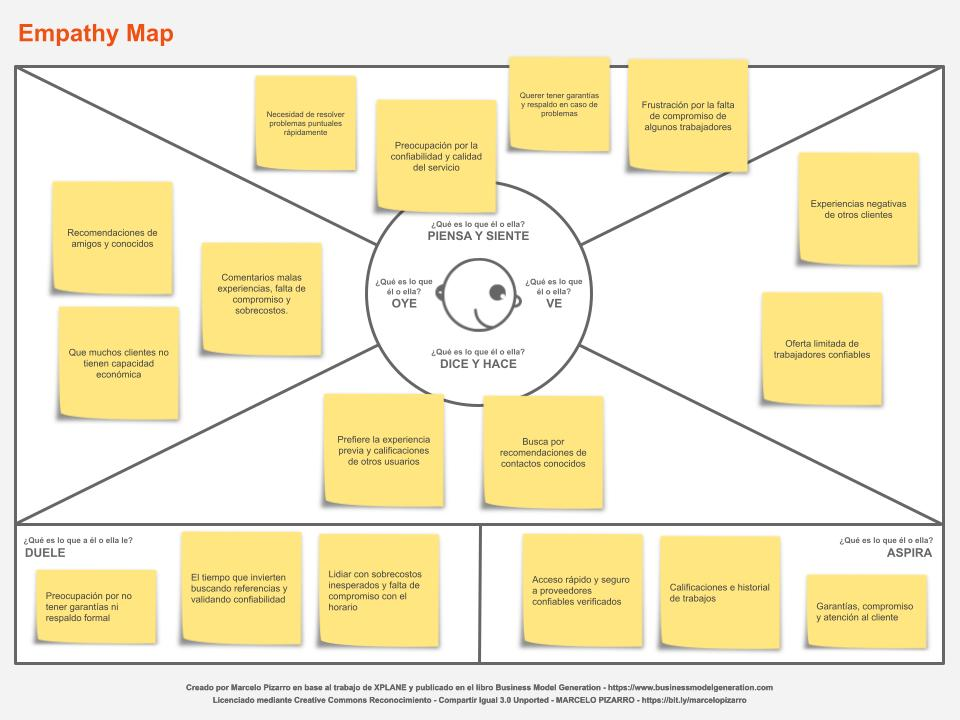 Empathy Map
Necesidad de resolver
problemas puntuales
rápidamente
Preocupación por la
confiabilidad y calidad
del servicio
Querer tener garantías
y respaldo en caso de
problemas
Frustración por la falta
de compromiso de
algunos trabajadores
Recomendaciones de
amigos y conocidos
Comentarios malas
experiencias, falta de
compromiso y
sobrecostos.
Que muchos clientes no
tienen capacidad
económica
¿Qué es lo que él o ella?
PIENSA Y SIENTE
¿Qué es lo que
él o ella?
OYE
¿Qué es lo que
él o ella?
VE
¿Qué es lo que él o ella?
DICE Y HACE
Experiencias negativas
de otros clientes
Oferta limitada de
trabajadores confiables
Prefiere la experiencia
previa y calificaciones
de otros usuarios
Busca por
recomendaciones de
contactos conocidos
¿Qué es lo que a él o ella le?
DUELE
Preocupación por no
tener garantías ni
respaldo formal
El tiempo que invierten
buscando referencias y
validando confiabilidad
Lidiar con sobrecostos
inesperados y falta de
compromiso con el
horario
¿Qué es lo que él o ella?
ASPIRA
Acceso rápido y seguro
a proveedores
confiables verificados
Calificaciones e historial
de trabajos
Garantías, compromiso
y atención al cliente
Creado por Marcelo Pizarro en base al trabajo de XPLANE y publicado en el libro Business Model Generation - https://www.businessmodelgeneration.com
Licenciado mediante Creative Commons Reconocimiento - Compartir Igual 3.0 Unported - MARCELO PIZARRO - https://bit.ly/marcelopizarro